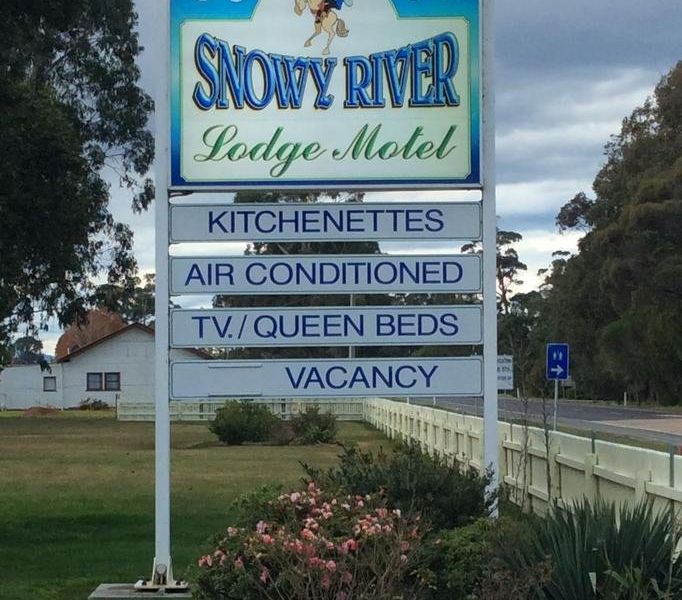 SNOWY RIVER
Lodge Motel
KITCHENETTES
AIR CONDITIONED
TV./QUEEN BEDS
VACANCY